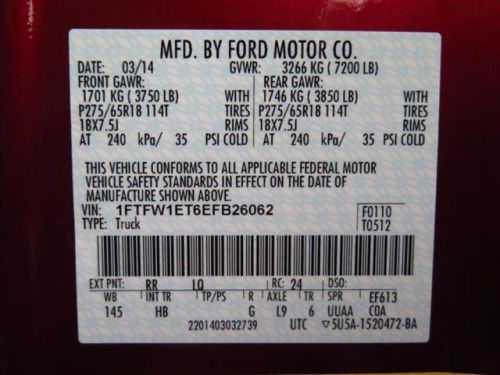 MFD. BY FORD MOTOR CO.
DATE: 03/14 GVWR: 3266 KG ( 7200 LB)
FRONT GAWR: REAR GAWR:
1701 KG ( 3750 LB) WITH 1746 KG ( 3850 LB) WITH
P275/65R18 114T TIRES P275/65R18 114T TIRES
18X7.5J RIMS 18X7.5J RIMS
AT 240 kPa/ 35 PSI COLD AT 240 kPa/ 35 PSI COLD
THIS VEHICLE CONFORMS TO ALL APPLICABLE FEDERAL MOTOR
VEHICLE SAFETY STANDARDS IN EFFECT ON THE DATE OF
MANUFACTURE SHOWN ABOVE.
VIN: 1FTFW1ET6EFB26062 F0110
TYPE: Truck T0512
EXT PNT: RR LQ RC: 24 DSO:
WB INT TR TP/PS R AXLE TR SPR EF613
145 HB G L9 6 UUAA COA
2201403032739 UTC ▽5U5A-1520472-BA